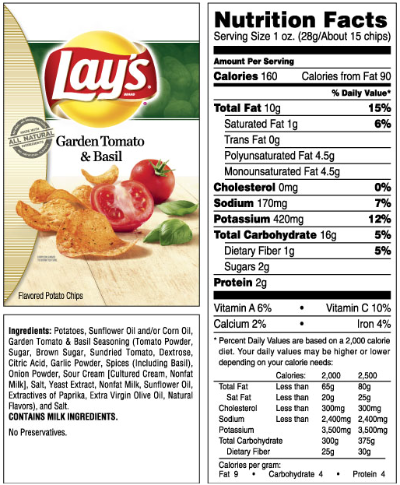 Lay's
BRAND
MADE WITH
ALL NATURAL
INGREDIENTS
Garden Tomato
& Basil
Flavored Potato Chips
Ingredients: Potatoes, Sunflower Oil and/or Corn Oil,
Garden Tomato & Basil Seasoning (Tomato Powder,
Sugar, Brown Sugar, Sundried Tomato, Dextrose,
Citric Acid, Garlic Powder, Spices (Including Basil),
Onion Powder, Sour Cream [Cultured Cream, Nonfat
Milk], Salt, Yeast Extract, Nonfat Milk, Sunflower Oil,
Extractives of Paprika, Extra Virgin Olive Oil, Natural
Flavors), and Salt.
CONTAINS MILK INGREDIENTS.
No Preservatives.
Nutrition Facts
Serving Size 1 oz. (28g/About 15 chips)
Amount Per Serving
Calories 160 Calories from Fat 90
% Daily Value*
Total Fat 10g 15%
Saturated Fat 1g 6%
Trans Fat 0g
Polyunsaturated Fat 4.5g
Monounsaturated Fat 4.5g
Cholesterol 0mg 0%
Sodium 170mg 7%
Potassium 420mg 12%
Total Carbohydrate 16g 5%
Dietary Fiber 1g 5%
Sugars 2g
Protein 2g
Vitamin A 6% • Vitamin C 10%
Calcium 2% • Iron 4%
* Percent Daily Values are based on a 2,000 calorie
diet. Your daily values may be higher or lower
depending on your calorie needs:
Calories: 2,000 2,500
Total Fat Less than 65g 80g
Sat Fat Less than 20g 25g
Cholesterol Less than 300mg 300mg
Sodium Less than 2,400mg 2,400mg
Potassium 3,500mg 3,500mg
Total Carbohydrate 300g 375g
Dietary Fiber 25g 30g
Calories per gram:
Fat 9 • Carbohydrate 4 • Protein 4